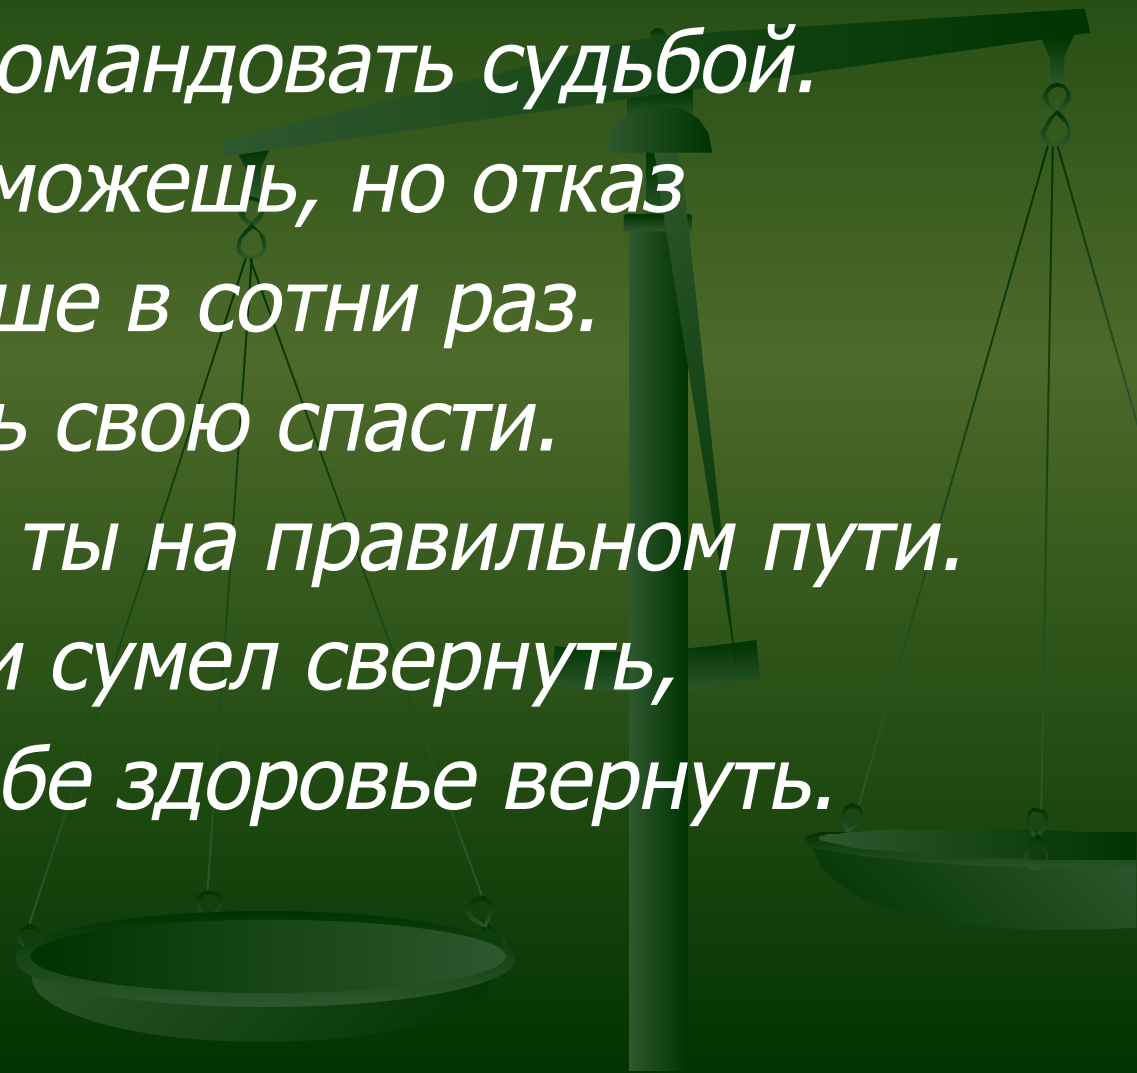 омандовать судьбой.
можешь, но отказ
ше в сотни раз.
ь свою спасти.
ты на правильном пути.
и сумел свернуть,
бе здоровье вернуть.